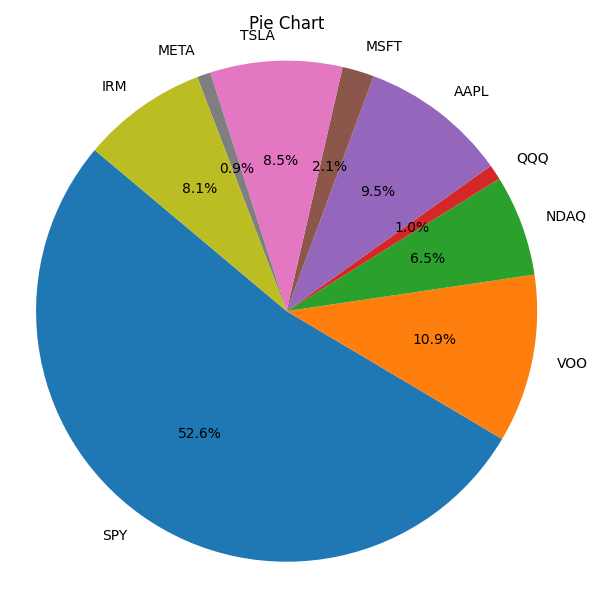 Pie Chart
TSLA
MSFT
META
IRM
AAPL
QQQ
NDAQ
VOO
SPY
8.5%
2.1%
0.9%
8.1%
9.5%
1.0%
6.5%
10.9%
52.6%